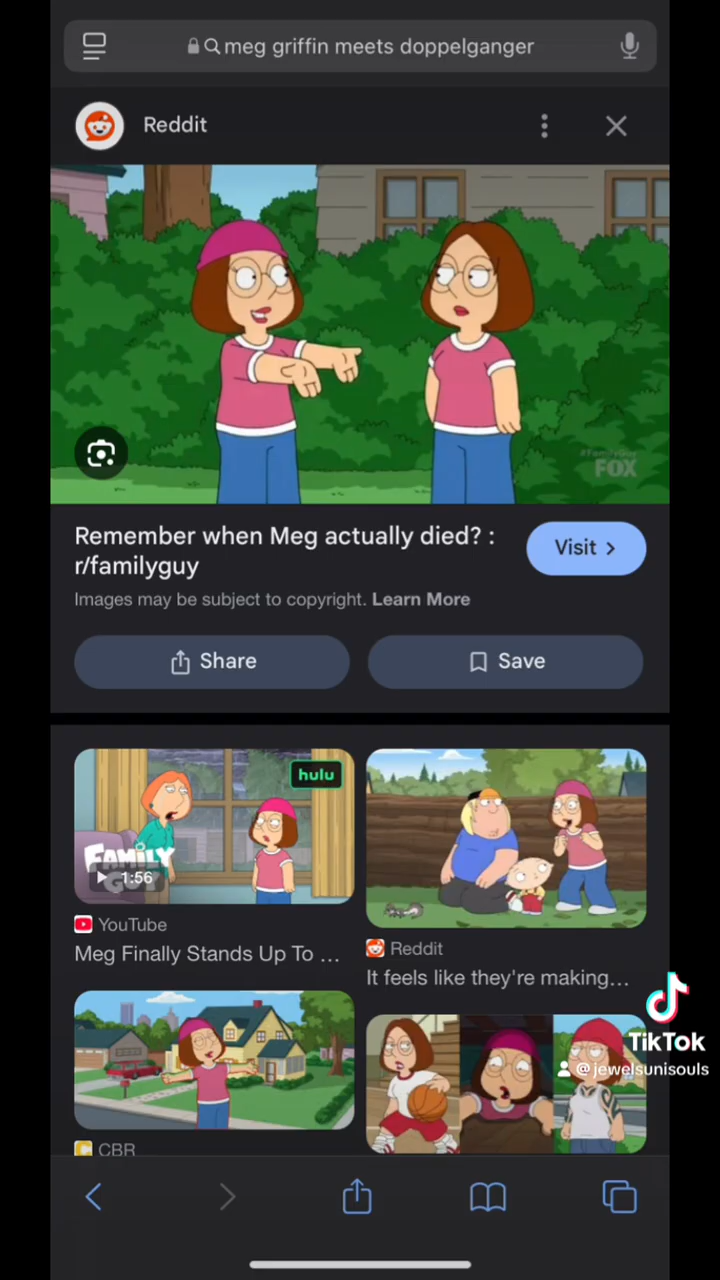 meg griffin meets doppelganger
Reddit
#FamilyGuy
FOX
Remember when Meg actually died? :
r/familyguy
Visit >
Images may be subject to copyright. Learn More
Share
Save
hulu
FAMILY
GUY
1:56
YouTube
Meg Finally Stands Up To ...
Reddit
It feels like they're making...
TikTok
@jewelsunisouls
CBR